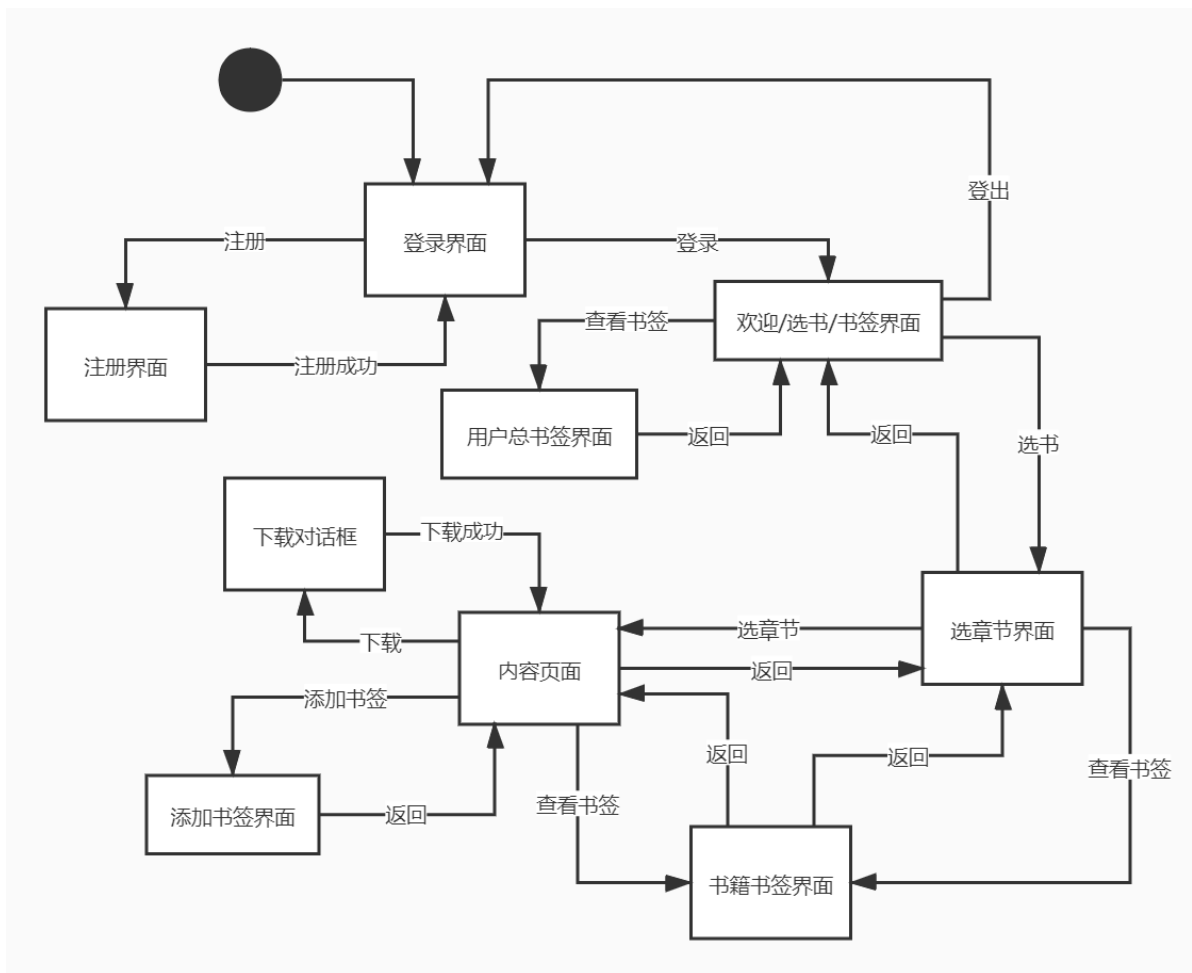 登出
注册
登录界面
登录
查看书签
欢迎/选书/书签界面
注册界面
注册成功
用户总书签界面
返回
返回
选书
下载对话框
下载成功
下载
选章节
选章节界面
内容页面
返回
添加书签
返回
返回
查看书签
添加书签界面
返回
查看书签
书籍书签界面